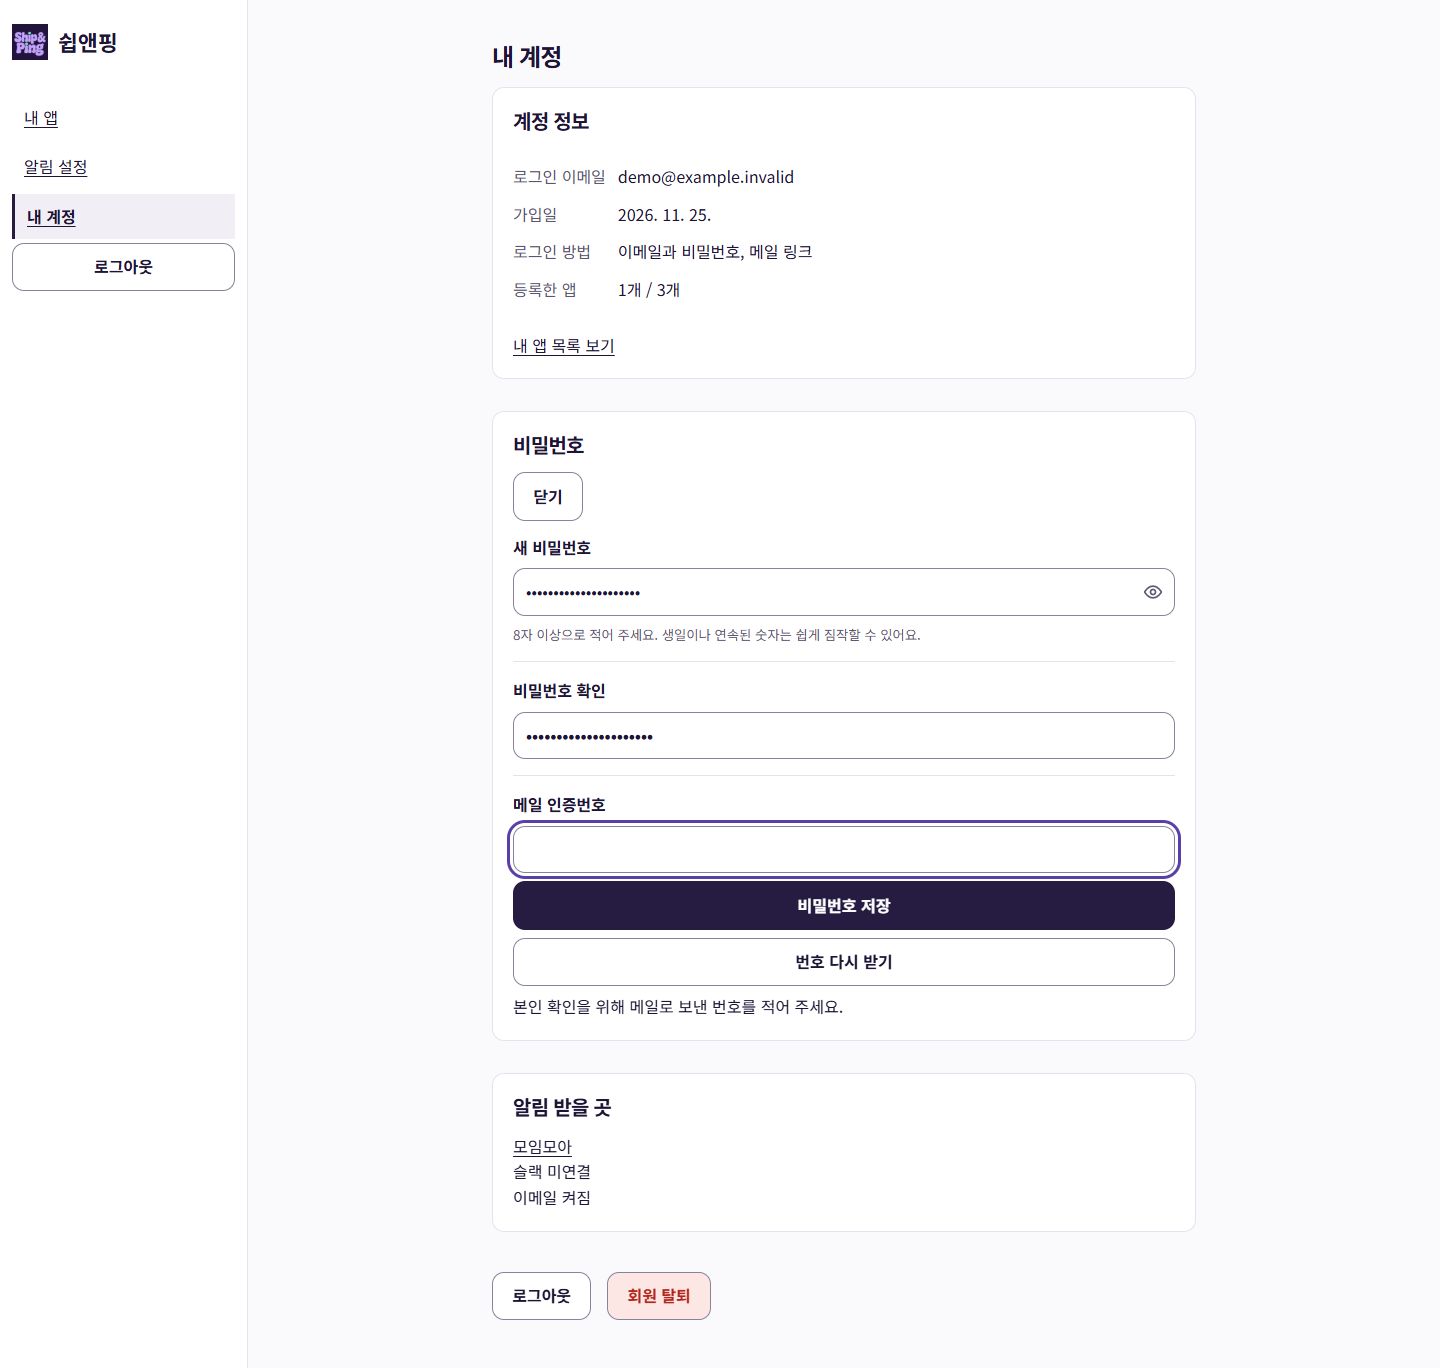 Ship&
Ping
쉽앤핑
내 앱
알림 설정
내 계정
로그아웃
내 계정
계정 정보
로그인 이메일 demo@example.invalid
가입일 2026. 11. 25.
로그인 방법 이메일과 비밀번호, 메일 링크
등록한 앱 1개 / 3개
내 앱 목록 보기
비밀번호
닫기
새 비밀번호
•••••••••••••••••••••
8자 이상으로 적어 주세요. 생일이나 연속된 숫자는 쉽게 짐작할 수 있어요.
비밀번호 확인
•••••••••••••••••••••
메일 인증번호
비밀번호 저장
번호 다시 받기
본인 확인을 위해 메일로 보낸 번호를 적어 주세요.
알림 받을 곳
모임모아
슬랙 미연결
이메일 켜짐
로그아웃
회원 탈퇴